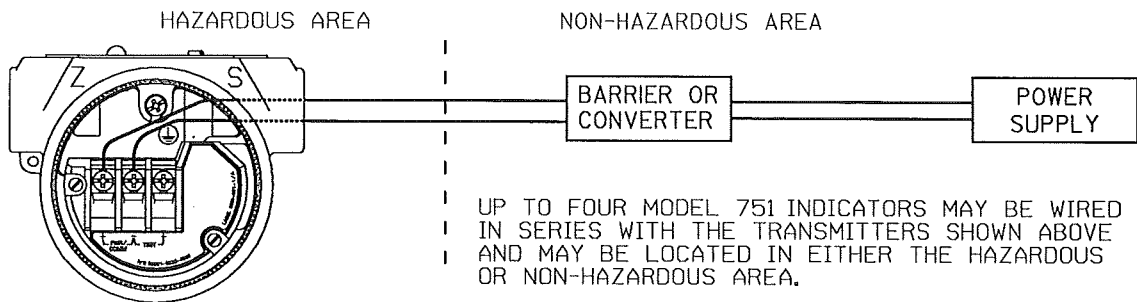 HAZARDOUS AREA
NON-HAZARDOUS AREA
Z S
BARRIER OR
CONVERTER
POWER
SUPPLY
TEST
COMM
UP TO FOUR MODEL 751 INDICATORS MAY BE WIRED
IN SERIES WITH THE TRANSMITTERS SHOWN ABOVE
AND MAY BE LOCATED IN EITHER THE HAZARDOUS
OR NON-HAZARDOUS AREA.